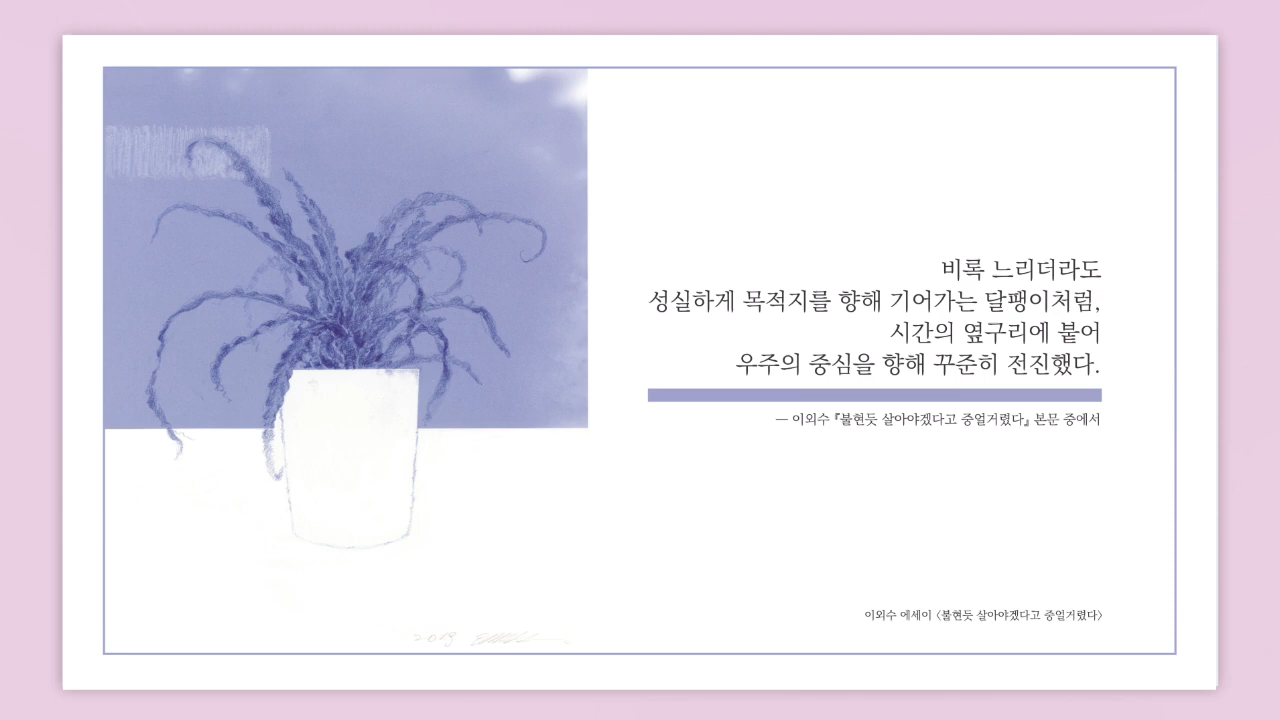 비록 느리더라도
성실하게 목적지를 향해 기어가는 달팽이처럼,
시간의 옆구리에 붙어
우주의 중심을 향해 꾸준히 전진했다.
— 이외수 『불현듯 살아야겠다고 중얼거렸다』 본문 중에서
이외수 에세이 〈불현듯 살아야겠다고 중얼거렸다〉
2019